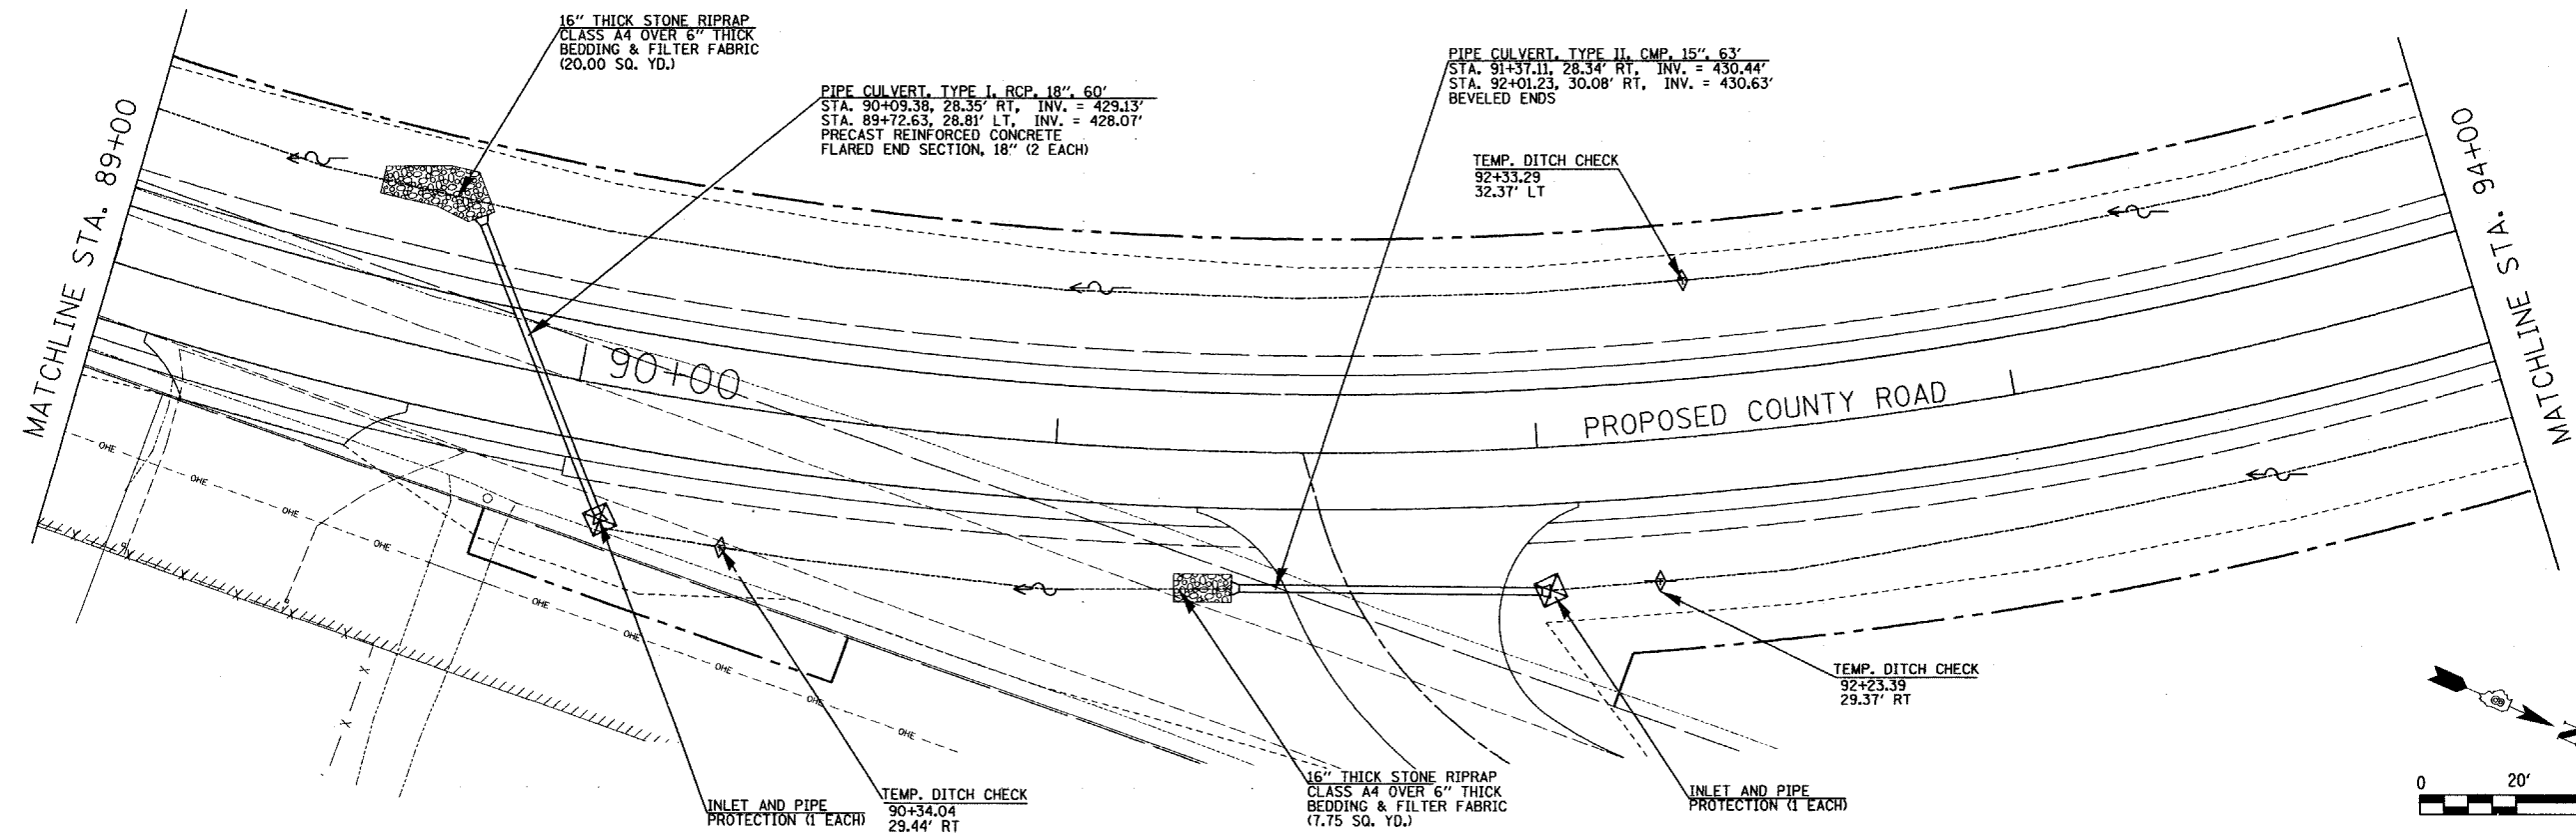 16" THICK STONE RIPRAP
CLASS A4 OVER 6" THICK
BEDDING & FILTER FABRIC
(20.00 SQ. YD.)
PIPE CULVERT, TYPE I, RCP, 18", 60'
STA. 90+09.38, 28.35' RT, INV. = 429.13'
STA. 89+72.63, 28.81' LT, INV. = 428.07'
PRECAST REINFORCED CONCRETE
FLARED END SECTION, 18" (2 EACH)
PIPE CULVERT, TYPE II, CMP, 15", 63'
STA. 91+37.11, 28.34' RT, INV. = 430.44'
STA. 92+01.23, 30.08' RT, INV. = 430.63'
BEVELED ENDS
TEMP. DITCH CHECK
92+33.29
32.37' LT
MATCHLINE STA. 89+00
MATCHLINE STA. 94+00
90+00
PROPOSED COUNTY ROAD
OHE
OHE
OHE
OHE
OHE
OHE
OHE
OHE
OHE
X
X
X
X
X
X
TEMP. DITCH CHECK
92+23.39
29.37' RT
INLET AND PIPE
PROTECTION (1 EACH)
TEMP. DITCH CHECK
90+34.04
29.44' RT
16" THICK STONE RIPRAP
CLASS A4 OVER 6" THICK
BEDDING & FILTER FABRIC
(7.75 SQ. YD.)
INLET AND PIPE
PROTECTION (1 EACH)
N
0 20'